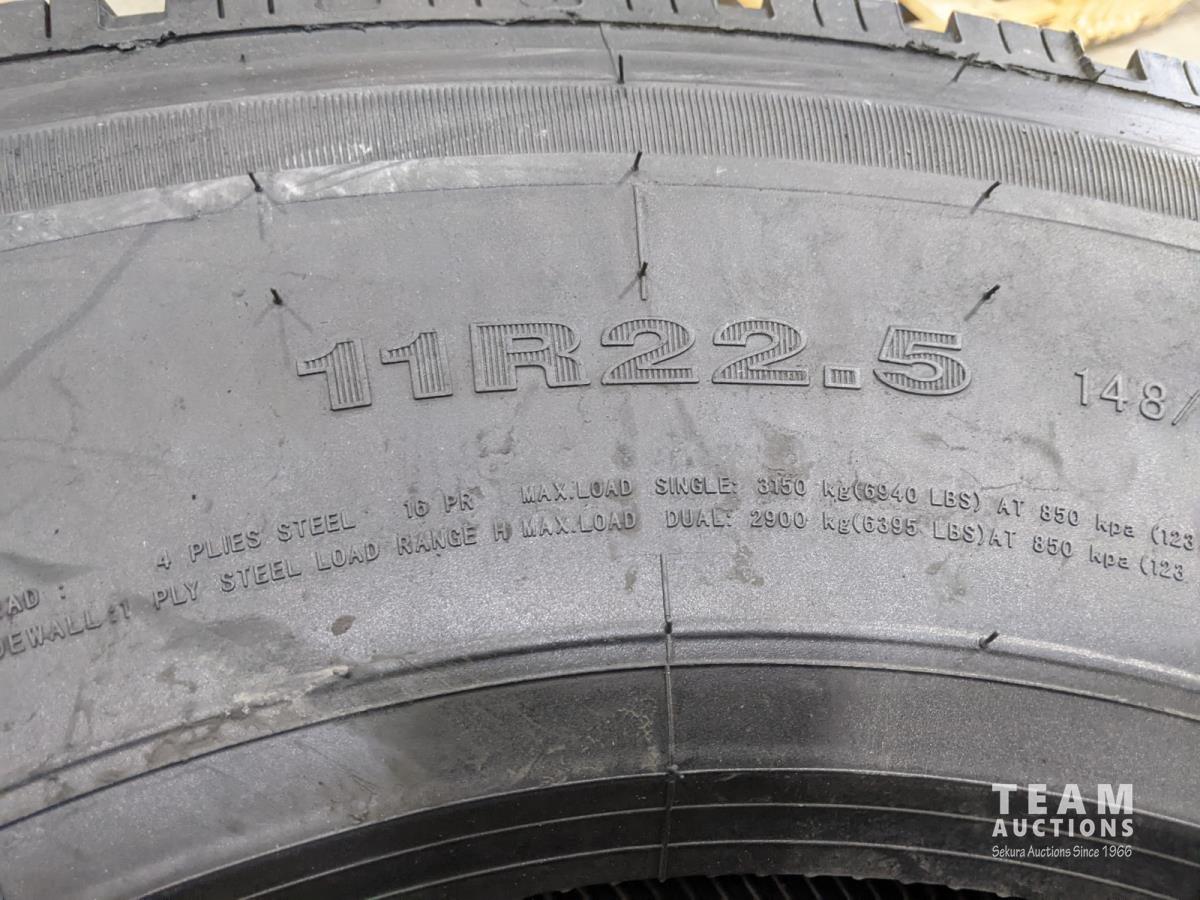 11R22.5 148/
4 PLIES STEEL 16 PR MAX.LOAD SINGLE: 3150 kg(6940 LBS) AT 850 kpa (123
AD : 1 PLY STEEL LOAD RANGE H MAX.LOAD DUAL: 2900 kg(6395 LBS)AT 850 kpa (123
DEWALL:
TEAM
AUCTIONS
Sekura Auctions Since 1966